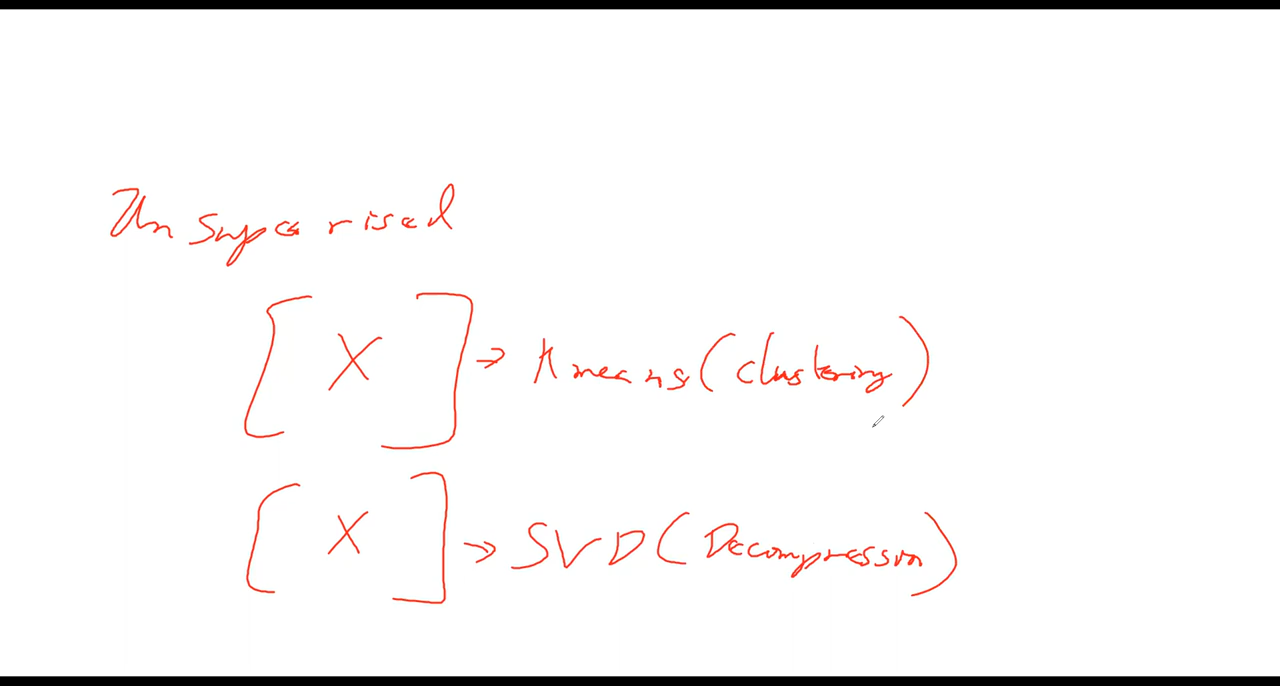 Unsupervised
[X] → Kmeans (clustering)
[X] → SVD (Decompression)